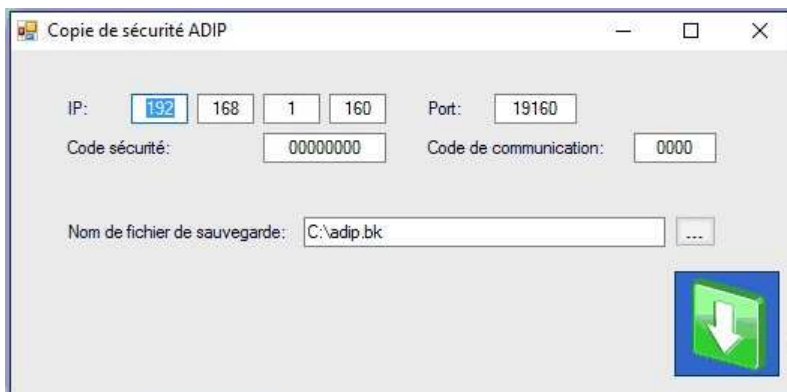 Copie de sécurité ADIP
IP: 192 168 1 160 Port: 19160
Code sécurité: 00000000 Code de communication: 0000
Nom de fichier de sauvegarde: C:\adip.bk ...